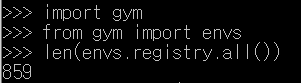 >>> import gym
>>> from gym import envs
>>> len(envs.registry.all())
859